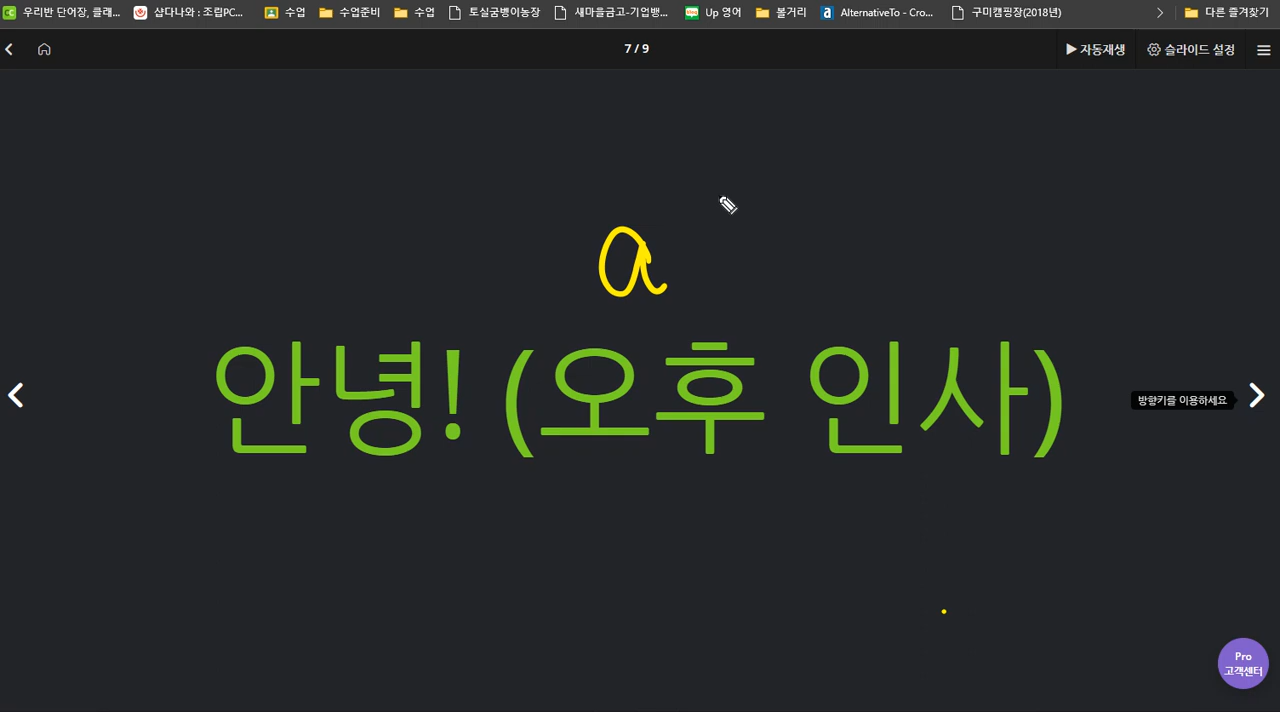 우리반 단어장, 클래... 샵다나와 : 조립PC... 수업 수업준비 수업 토실굼벵이농장 새마을금고-기업뱅... Up 영어 볼거리 AlternativeTo - Cro... 구미캠핑장(2018년) 다른 즐겨찾기
7 / 9 자동재생 슬라이드 설정
a
안녕! (오후 인사)
방향키를 이용하세요
Pro
고객센터